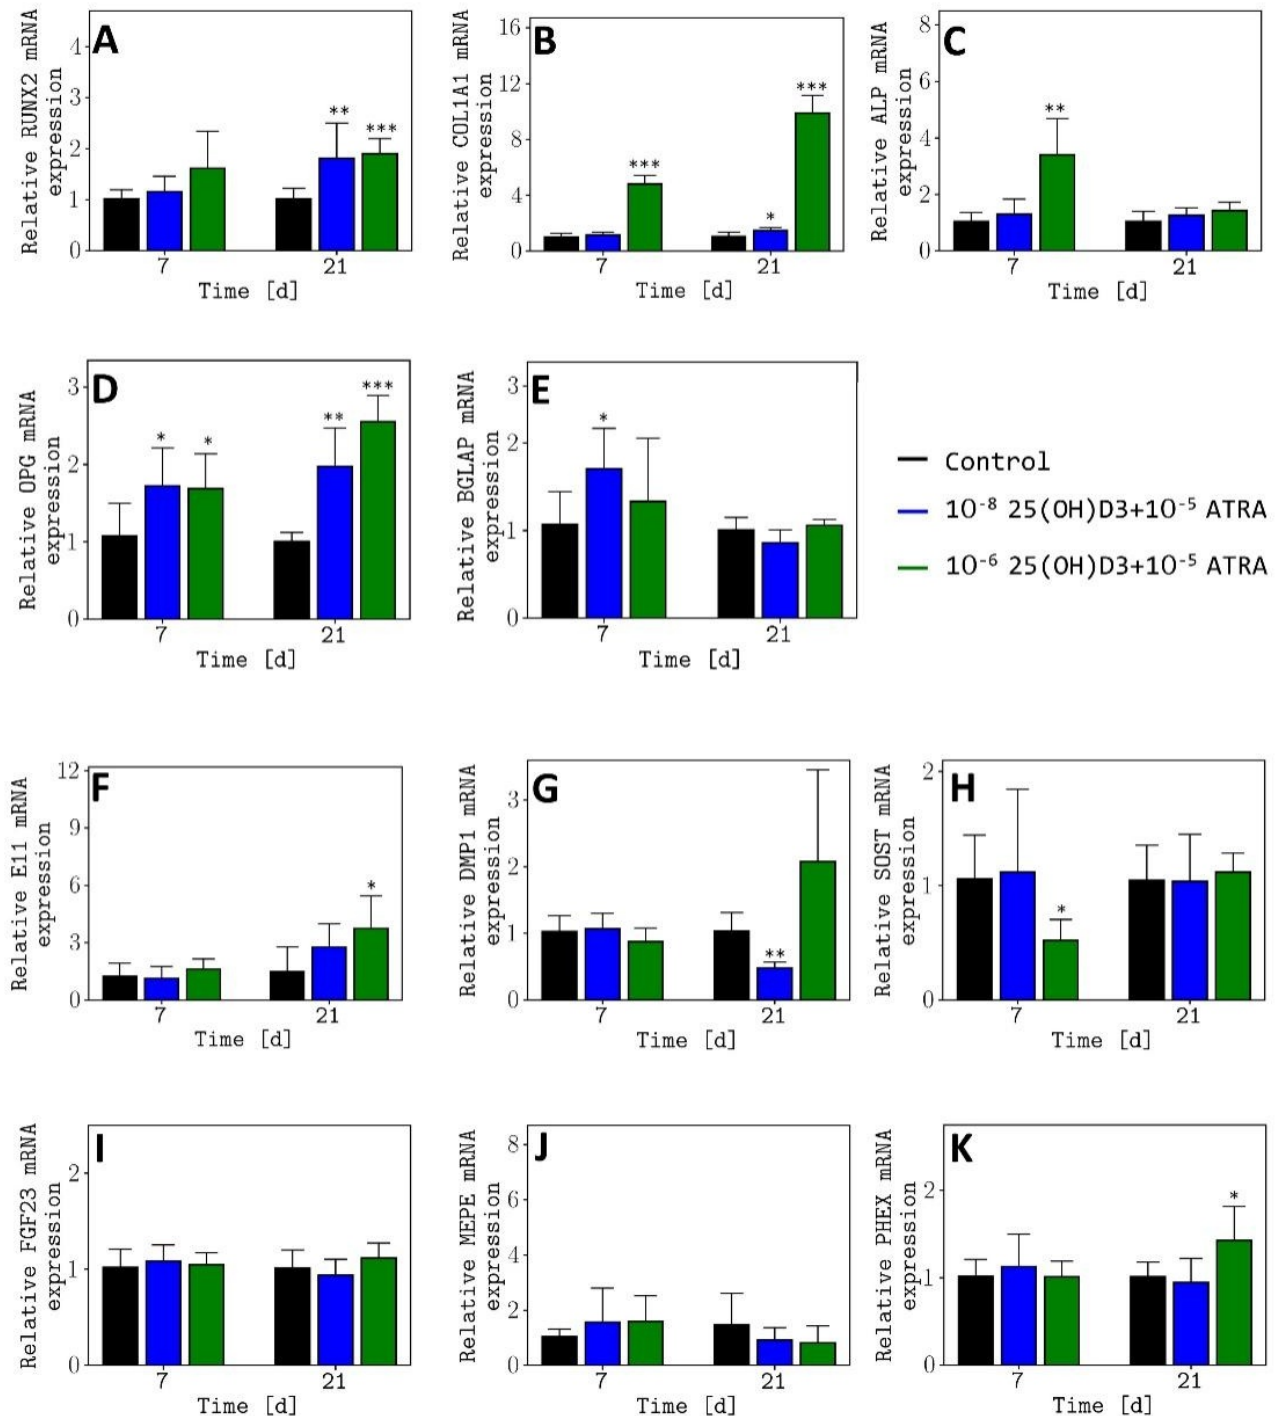 A
Relative RUNX2 mRNA
expression
4
3
2
1
0
**
***
7
21
Time [d]
B
Relative COL1A1 mRNA
expression
16
12
8
4
0
***
*
***
7
21
Time [d]
C
Relative ALP mRNA
expression
8
6
4
2
0
**
7
21
Time [d]
D
Relative OPG mRNA
expression
3
2
1
0
*
*
**
***
7
21
Time [d]
E
Relative BGLAP mRNA
expression
3
2
1
0
*
7
21
Time [d]
Control
10⁻⁸ 25(OH)D3+10⁻⁵ ATRA
10⁻⁶ 25(OH)D3+10⁻⁵ ATRA
F
Relative E11 mRNA
expression
12
9
6
3
0
*
7
21
Time [d]
G
Relative DMP1 mRNA
expression
3
2
1
0
**
7
21
Time [d]
H
Relative SOST mRNA
expression
2
1
0
*
7
21
Time [d]
I
Relative FGF23 mRNA
expression
2
1
0
7
21
Time [d]
J
Relative MEPE mRNA
expression
8
6
4
2
0
7
21
Time [d]
K
Relative PHEX mRNA
expression
2
1
0
*
7
21
Time [d]